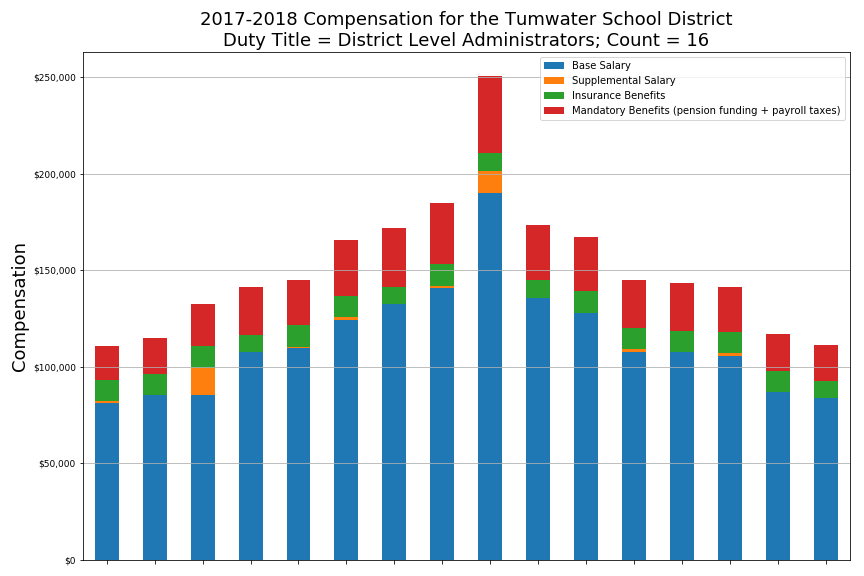 2017-2018 Compensation for the Tumwater School District
Duty Title = District Level Administrators; Count = 16
Base Salary
Supplemental Salary
Insurance Benefits
Mandatory Benefits (pension funding + payroll taxes)
Compensation
$250,000
$200,000
$150,000
$100,000
$50,000
$0